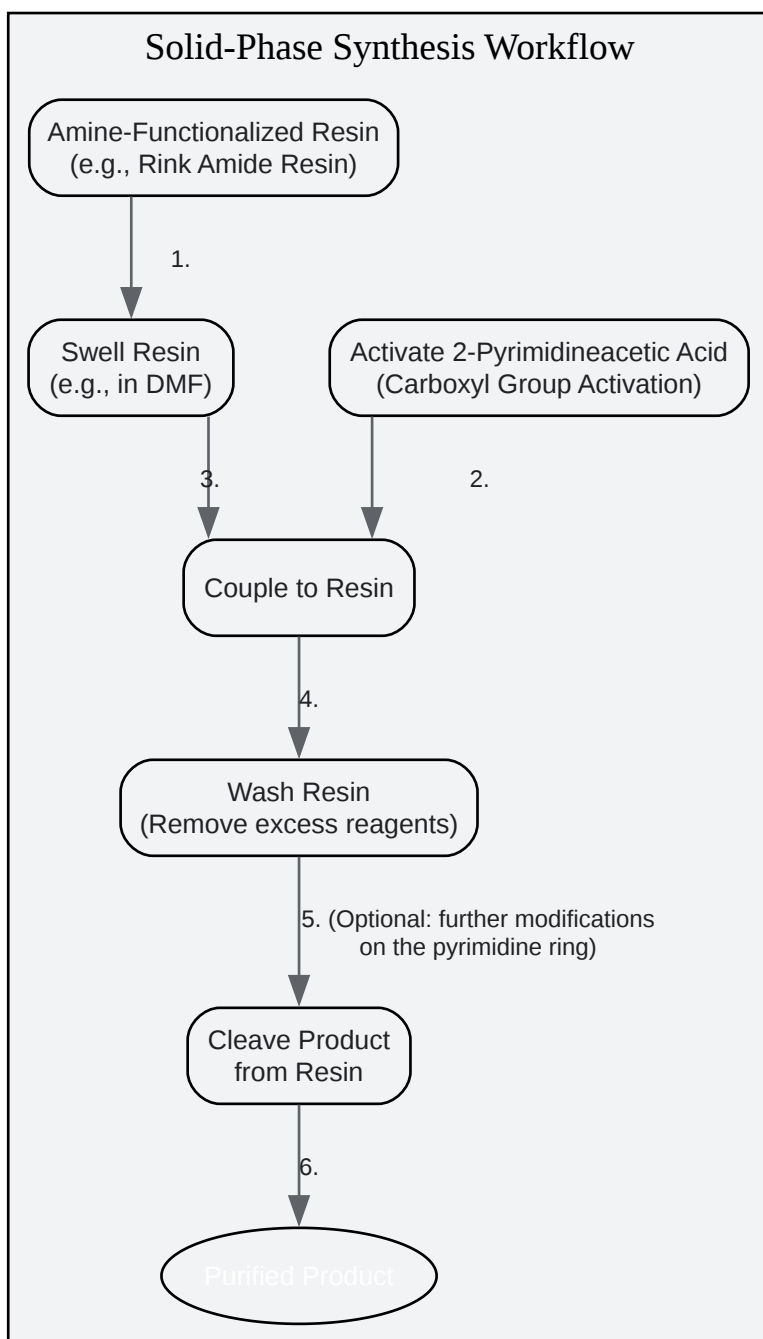 Solid-Phase Synthesis Workflow
Amine-Functionalized Resin
(e.g., Rink Amide Resin)
1.
Swell Resin
(e.g., in DMF)
Activate 2-Pyrimidineacetic Acid
(Carboxyl Group Activation)
3.
2.
Couple to Resin
4.
Wash Resin
(Remove excess reagents)
5. (Optional: further modifications
on the pyrimidine ring)
Cleave Product
from Resin
6.
Purified Product